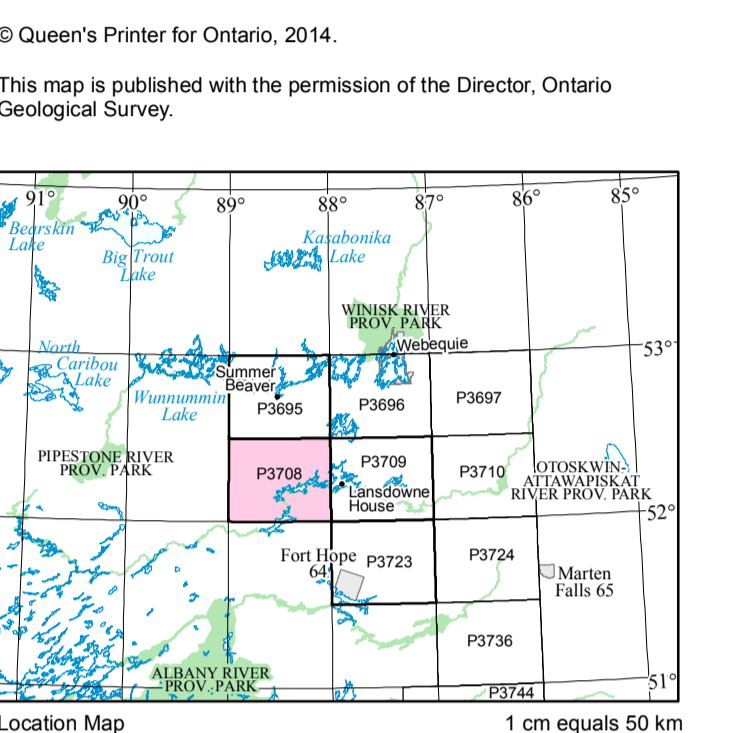 © Queen's Printer for Ontario, 2014.
This map is published with the permission of the Director, Ontario
Geological Survey.
91° 90° 89° 88° 87° 86° 85°
Bearskin
Lake
Big Trout
Lake
Kasabonika
Lake
WINISK RIVER
PROV. PARK
Webequie
53°
North
Caribou
Lake
Summer
Beaver
Wunnummin
Lake
P3695
P3696
P3697
PIPESTONE RIVER
PROV. PARK
P3708
P3709
P3710
OTOSKWIN-
ATTAWAPISKAT
RIVER PROV. PARK
Lansdowne
House
52°
Fort Hope
64
P3723
P3724
Marten
Falls 65
P3736
ALBANY RIVER
PROV. PARK
51°
P3744
Location Map
1 cm equals 50 km